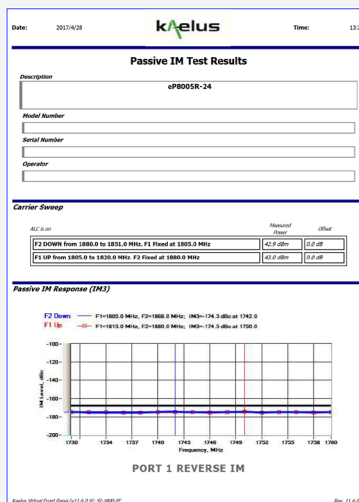 Date: 2017/4/28 kaelus Time: 13:2
Passive IM Test Results
Description
eP8005R-24
Model Number
Serial Number
Operator
Carrier Sweep
ALC is on Measured Power Offset
F2 DOWN from 1880.0 to 1851.0 MHz. F1 Fixed at 1805.0 MHz 42.9 dBm 0.0 dB
F1 UP from 1805.0 to 1820.0 MHz. F2 Fixed at 1880.0 MHz 43.0 dBm 0.0 dB
Passive IM Response (IM3)
F2 Down F1=1805.0 MHz, F2=1868.0 MHz; IM3=-174.3 dBc at 1742.0
F1 Up F1=1815.0 MHz, F2=1880.0 MHz; IM3=-174.5 dBc at 1750.0
IM Level, dBc
-100
-120
-140
-160
-180
-200
1730 1734 1737 1740 1743 1746 1749 1752 1755 1758 1760
Frequency, MHz
PORT 1 REVERSE IM